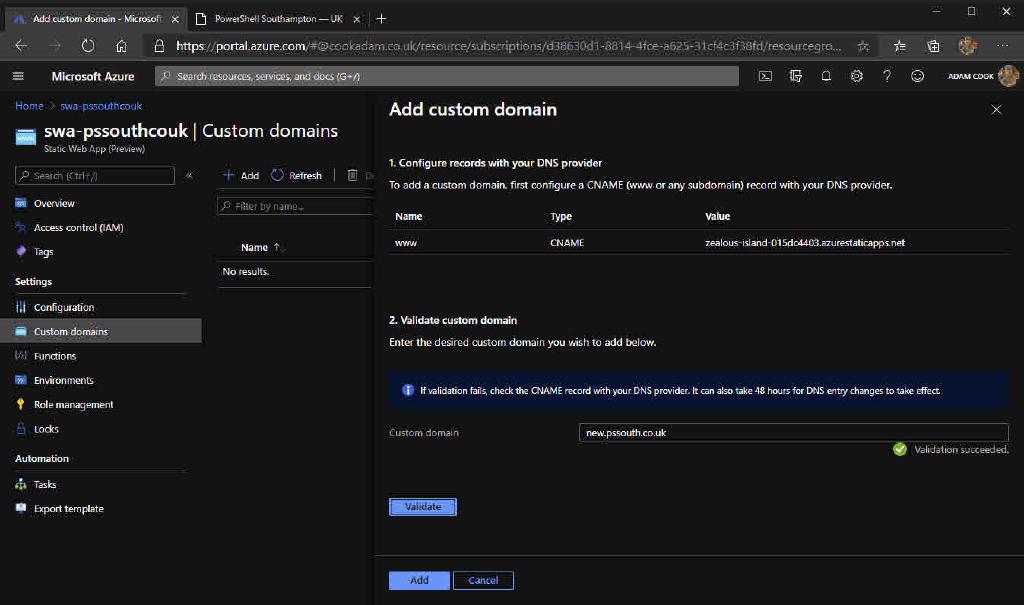 Add custom domain - Microsoft
PowerShell Southampton — UK
https://portal.azure.com/#@cookadam.co.uk/resource/subscriptions/d38630d1-8814-4fce-a625-31cf4c3f38fd/resourcegro...
Microsoft Azure
Search resources, services, and docs (G+/)
ADAM COOK
Home > swa-pssouthcouk
swa-pssouthcouk | Custom domains
Static Web App (Preview)
Search (Ctrl+/)
«
Overview
Access control (IAM)
Tags
Settings
Configuration
Custom domains
Functions
Environments
Role management
Locks
Automation
Tasks
Export template
+ Add
Refresh
Filter by name...
Name ↑
No results.
Add custom domain
1. Configure records with your DNS provider
To add a custom domain, first configure a CNAME (www or any subdomain) record with your DNS provider.
Name Type Value
www CNAME zealous-island-015dc4403.azurestaticapps.net
2. Validate custom domain
Enter the desired custom domain you wish to add below.
If validation fails, check the CNAME record with your DNS provider. It can also take 48 hours for DNS entry changes to take effect.
Custom domain
new.pssouth.co.uk
Validation succeeded.
Validate
Add
Cancel